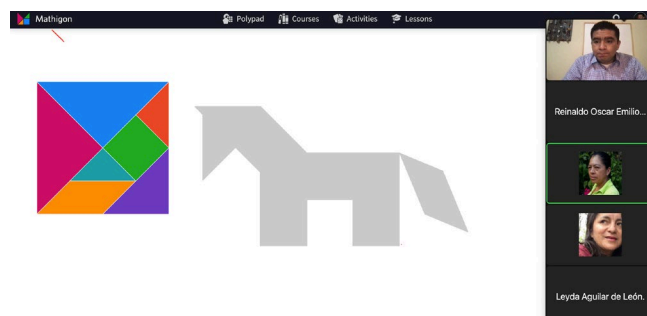 Mathigon
Polypad
Courses
Activities
Lessons
Reinaldo Oscar Emilio...
Leyda Aguilar de León.